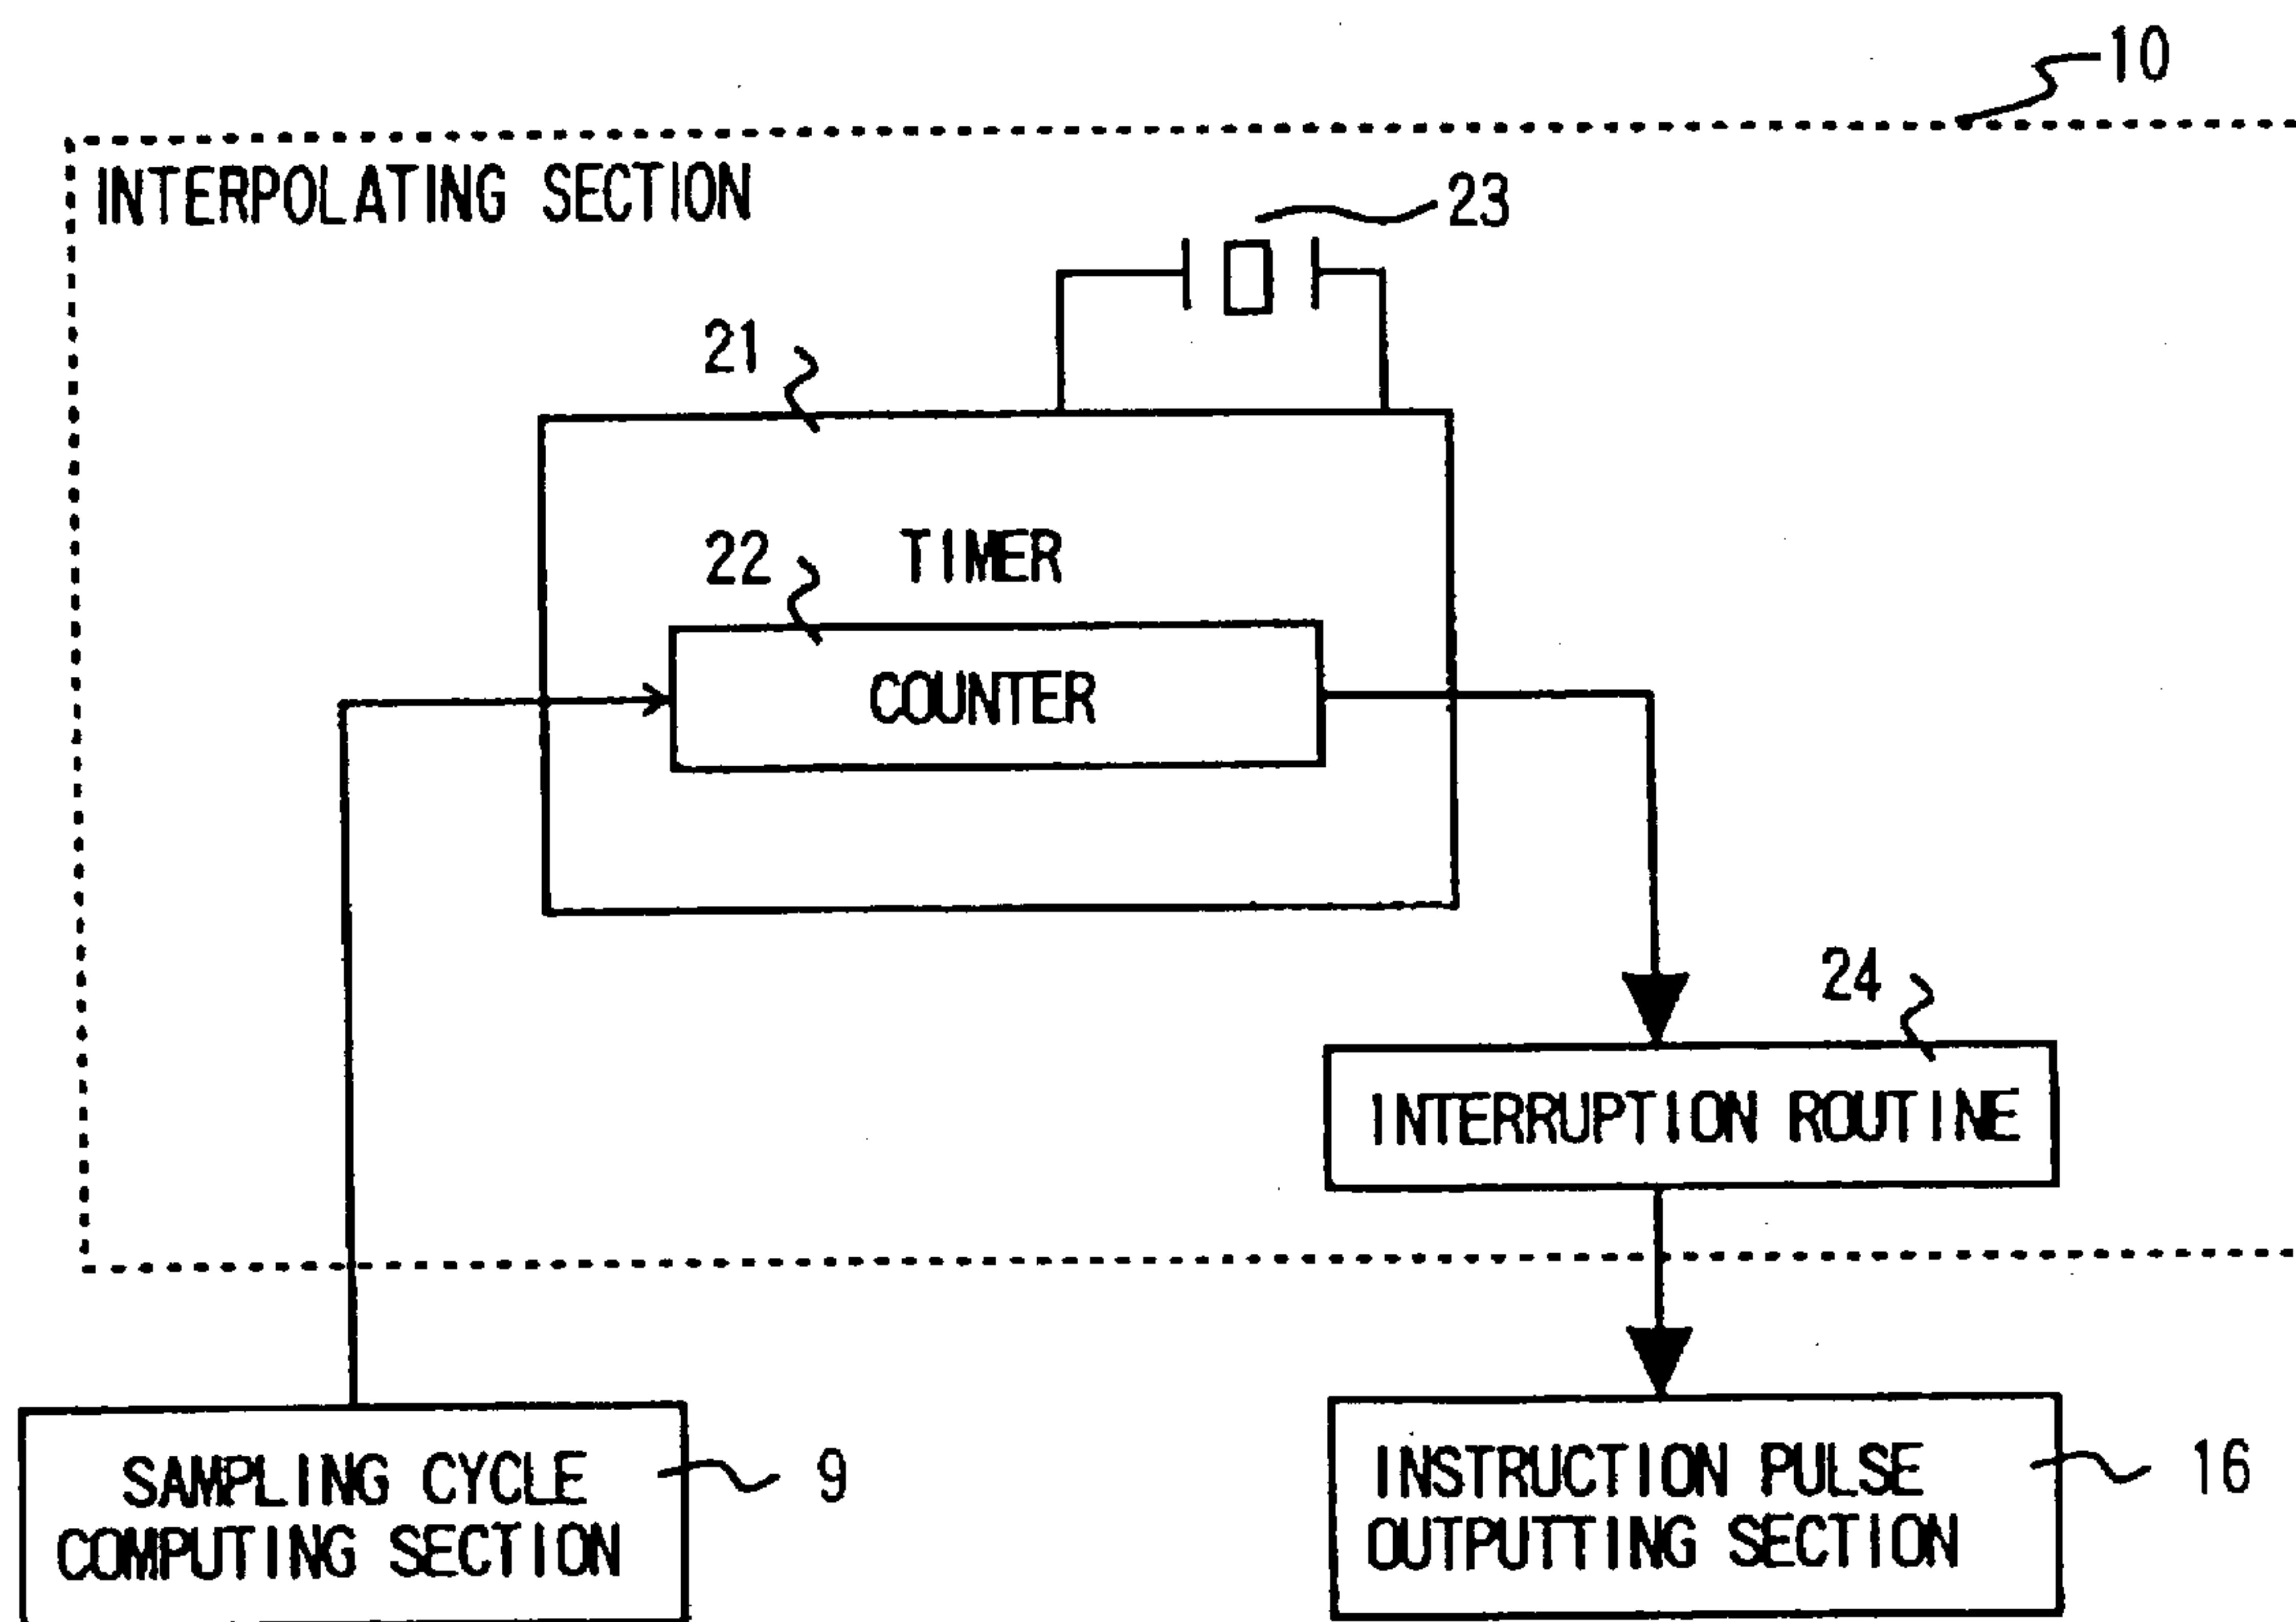 10
INTERPOLATING SECTION
23
21
TIMER
22
COUNTER
24
INTERRUPTION ROUTINE
SAMPLING CYCLE
COMPUTING SECTION
9
INSTRUCTION PULSE
OUTPUTTING SECTION
16